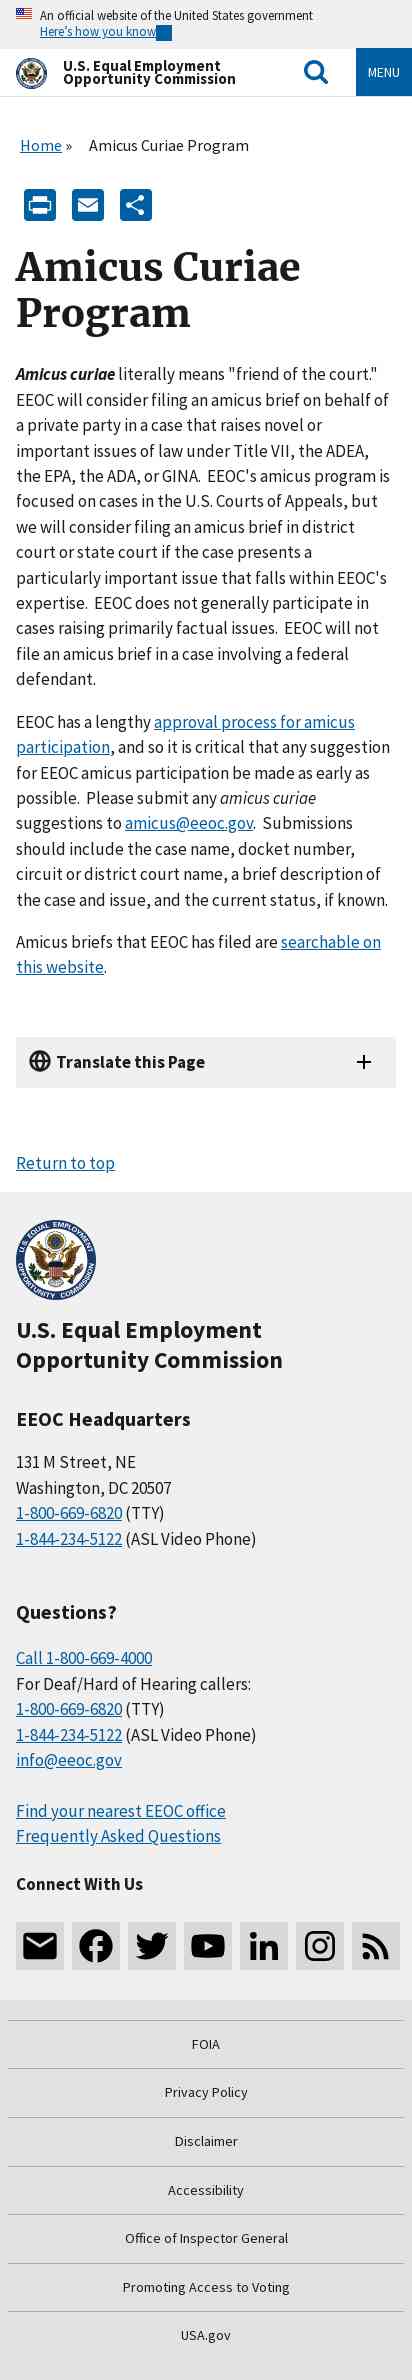 An official website of the United States government
Here's how you know
U.S. Equal Employment
Opportunity Commission
MENU
Home » Amicus Curiae Program
Amicus Curiae
Program
Amicus curiae literally means "friend of the court."
EEOC will consider filing an amicus brief on behalf of
a private party in a case that raises novel or
important issues of law under Title VII, the ADEA,
the EPA, the ADA, or GINA.  EEOC's amicus program is
focused on cases in the U.S. Courts of Appeals, but
we will consider filing an amicus brief in district
court or state court if the case presents a
particularly important issue that falls within EEOC's
expertise.  EEOC does not generally participate in
cases raising primarily factual issues.  EEOC will not
file an amicus brief in a case involving a federal
defendant.
EEOC has a lengthy approval process for amicus
participation, and so it is critical that any suggestion
for EEOC amicus participation be made as early as
possible.  Please submit any amicus curiae
suggestions to amicus@eeoc.gov.  Submissions
should include the case name, docket number,
circuit or district court name, a brief description of
the case and issue, and the current status, if known.
Amicus briefs that EEOC has filed are searchable on
this website.
Translate this Page
Return to top
U.S. EQUAL EMPLOYMENT OPPORTUNITY COMMISSION
U.S. Equal Employment
Opportunity Commission
EEOC Headquarters
131 M Street, NE
Washington, DC 20507
1-800-669-6820 (TTY)
1-844-234-5122 (ASL Video Phone)
Questions?
Call 1-800-669-4000
For Deaf/Hard of Hearing callers:
1-800-669-6820 (TTY)
1-844-234-5122 (ASL Video Phone)
info@eeoc.gov
Find your nearest EEOC office
Frequently Asked Questions
Connect With Us
FOIA
Privacy Policy
Disclaimer
Accessibility
Office of Inspector General
Promoting Access to Voting
USA.gov